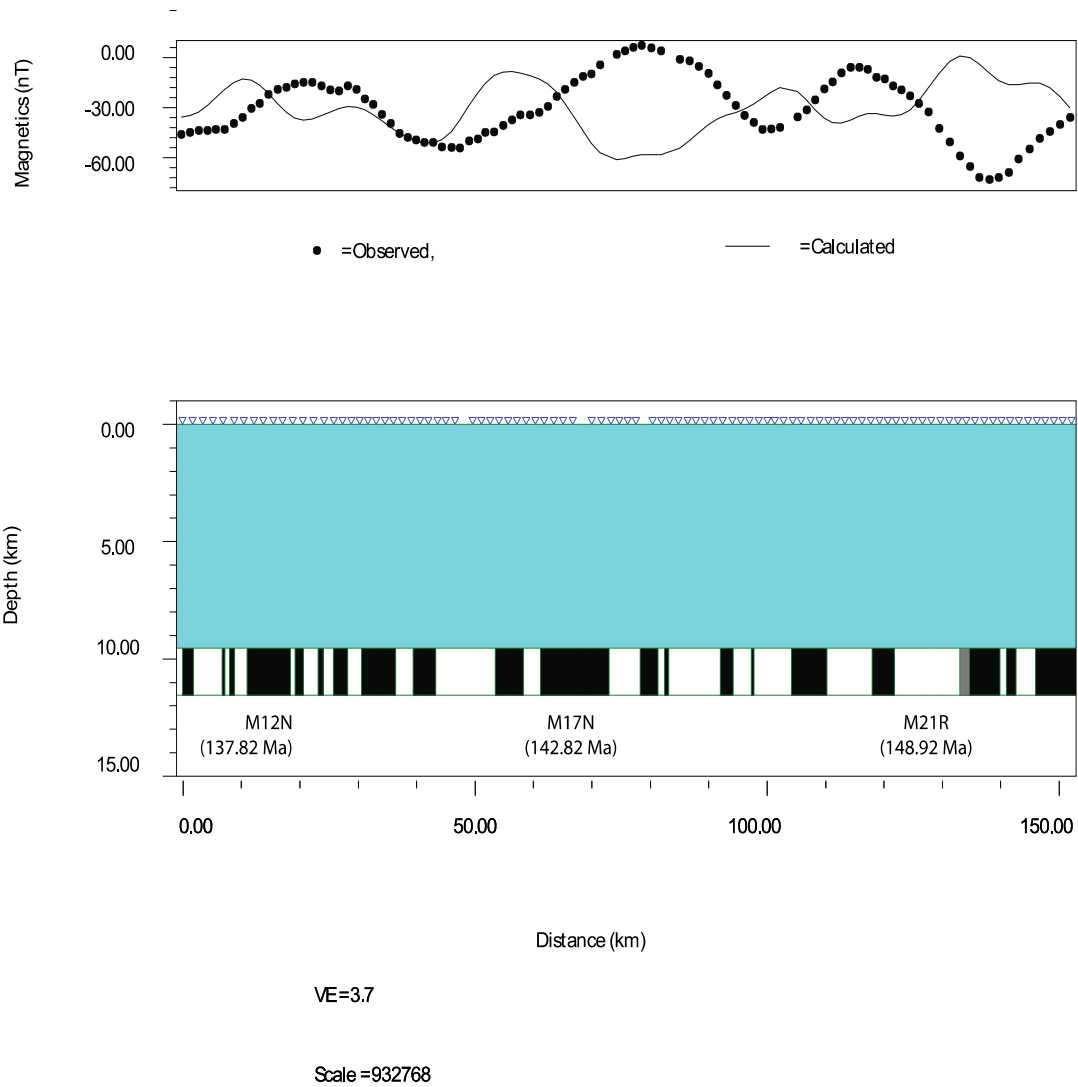 Magnetics (nT)
0.00
-30.00
-60.00
=Observed,
=Calculated
Depth (km)
0.00
5.00
10.00
15.00
M12N
(137.82 Ma)
M17N
(142.82 Ma)
M21R
(148.92 Ma)
0.00
50.00
100.00
150.00
Distance (km)
VE=3.7
Scale =932768